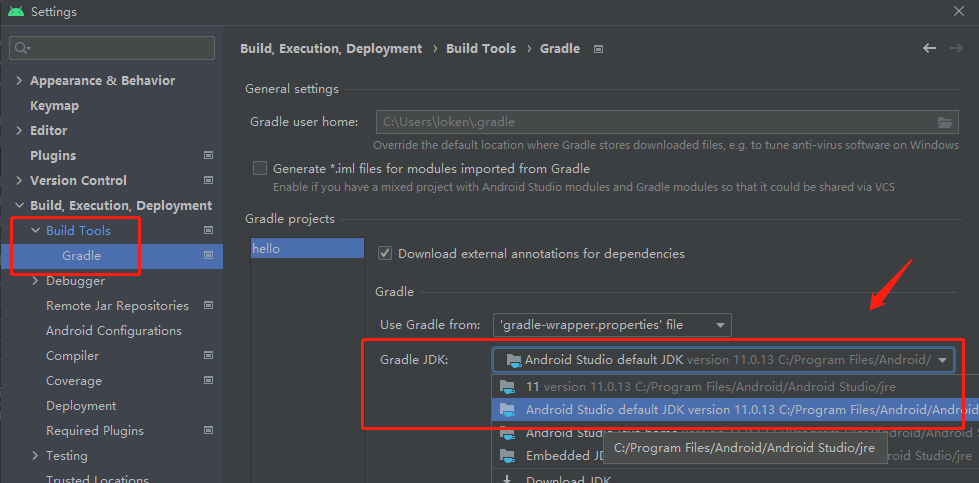 Settings
Appearance & Behavior
Keymap
Editor
Plugins
Version Control
Build, Execution, Deployment
Build Tools
Gradle
Debugger
Remote Jar Repositories
Android Configurations
Compiler
Coverage
Deployment
Required Plugins
Testing
Trusted Locations
Build, Execution, Deployment › Build Tools › Gradle
General settings
Gradle user home: C:\Users\loken\.gradle
Override the default location where Gradle stores downloaded files, e.g. to tune anti-virus software on Windows
Generate *.iml files for modules imported from Gradle
Enable if you have a mixed project with Android Studio modules and Gradle modules so that it could be shared via VCS
Gradle projects
hello
Download external annotations for dependencies
Gradle
Use Gradle from: 'gradle-wrapper.properties' file
Gradle JDK: Android Studio default JDK version 11.0.13 C:/Program Files/Android/
11 version 11.0.13 C:/Program Files/Android/Android Studio/jre
Android Studio default JDK version 11.0.13 C:/Program Files/Android/Android
Android Studio java home
Embedded JD
C:/Program Files/Android/Android Studio/jre
droid Studio/jre
Download JDK